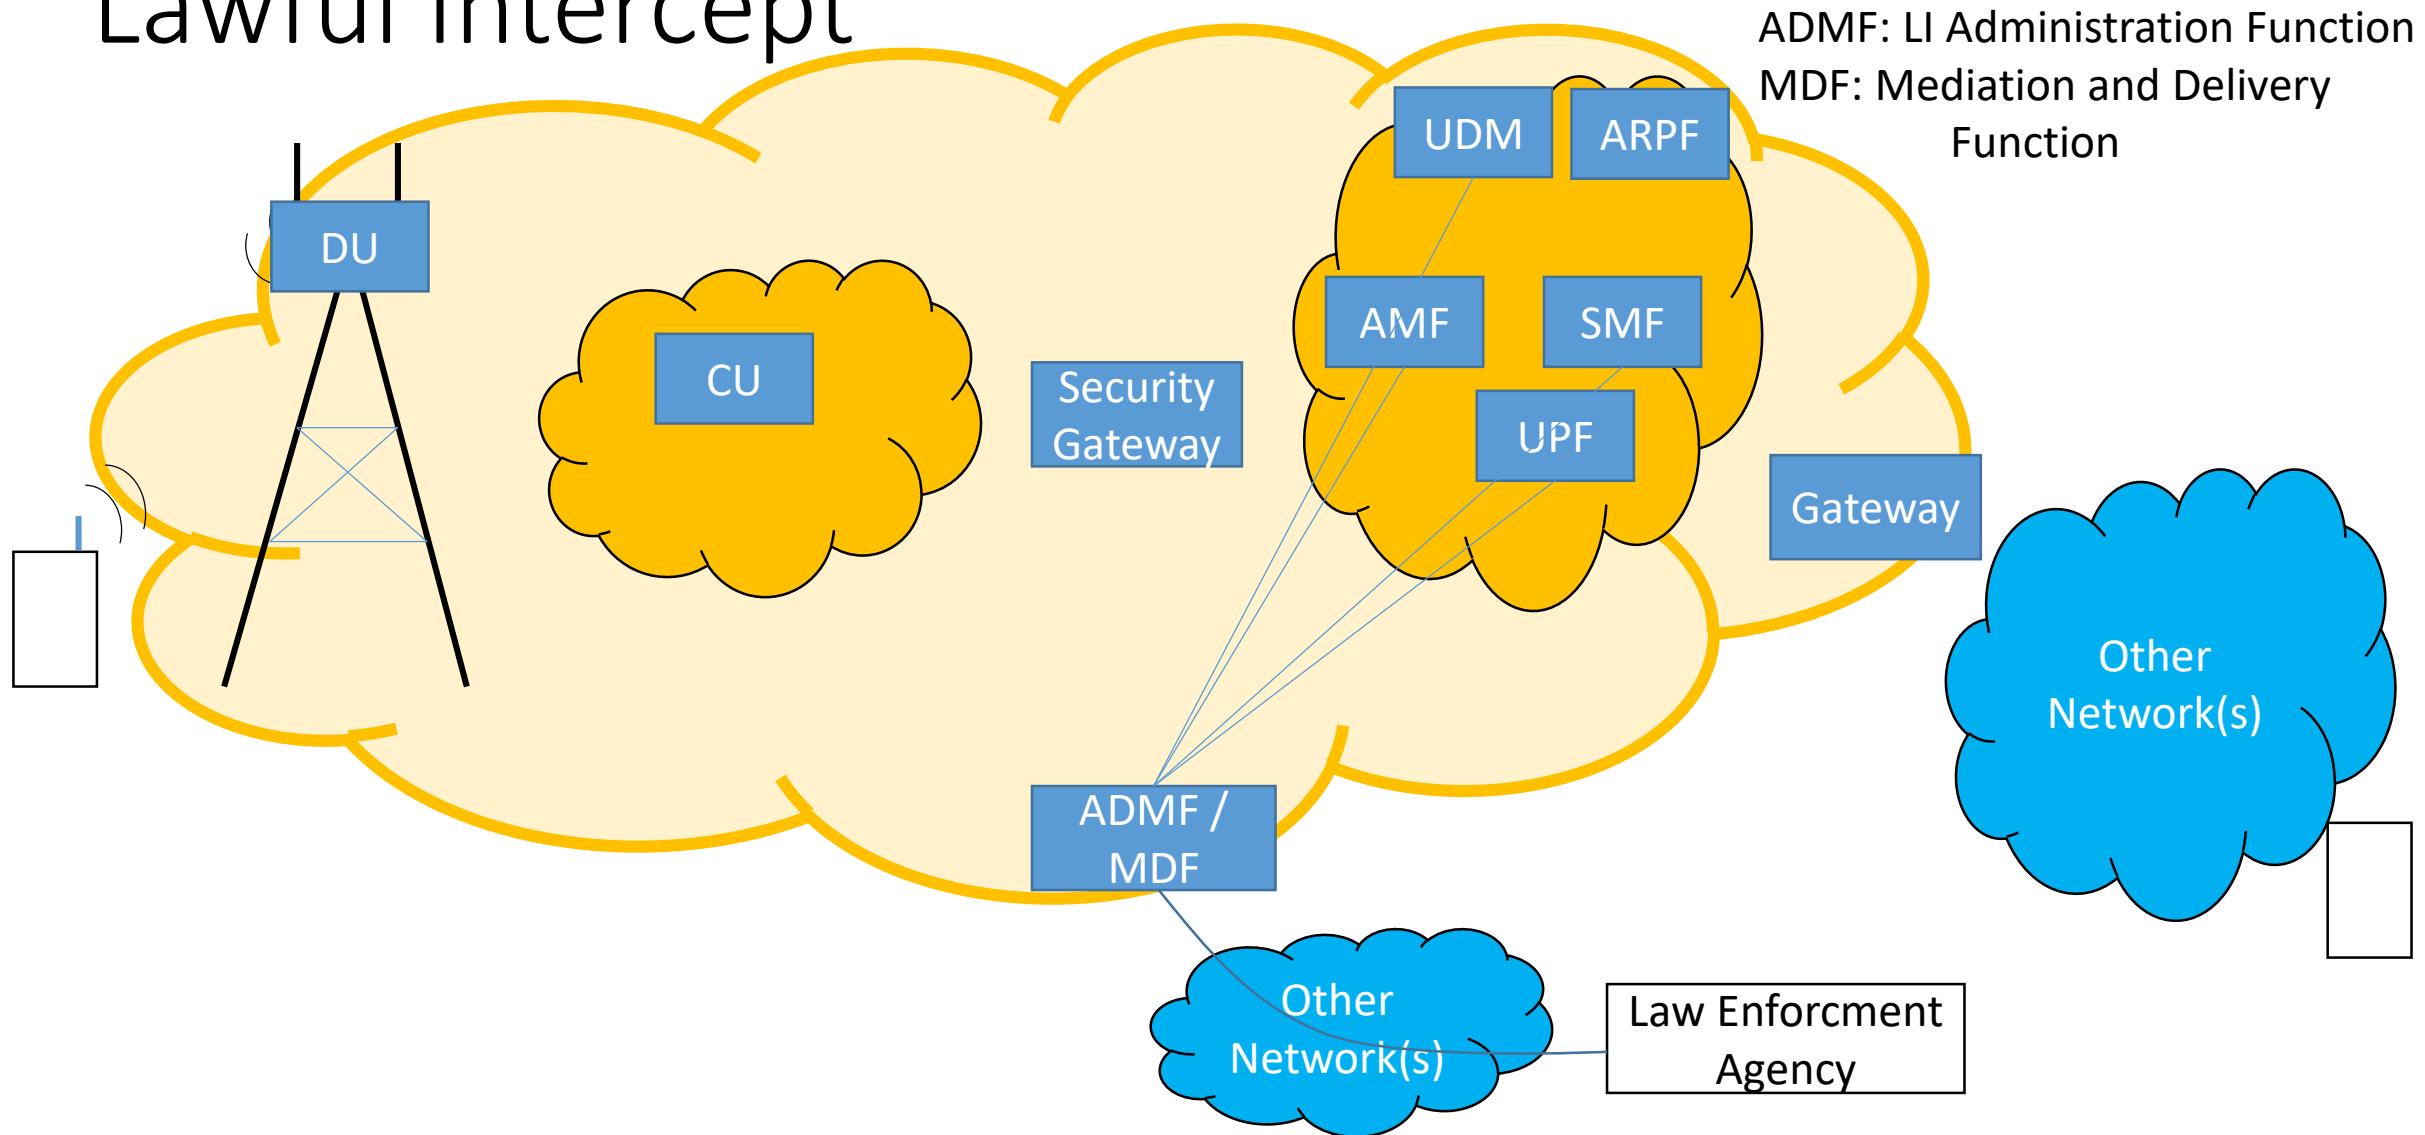 Lawful Intercept
ADMF: LI Administration Function
MDF: Mediation and Delivery
Function
UDM
ARPF
DU
AMF
SMF
CU
Security
Gateway
UPF
Gateway
Other
Network(s)
ADMF /
MDF
Other
Network(s)
Law Enforcment
Agency